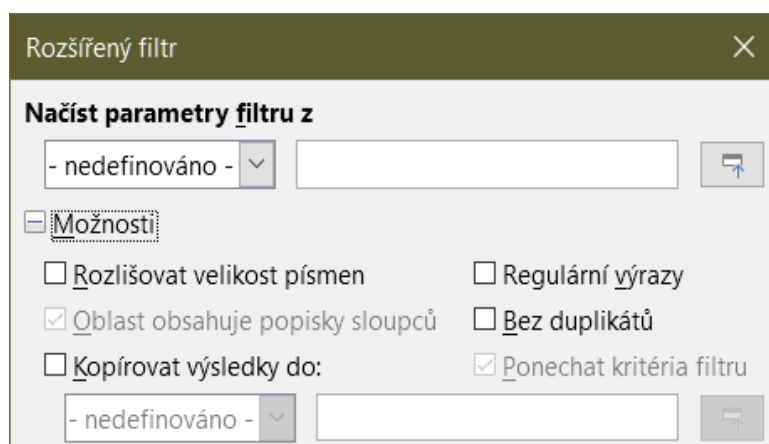 Rozšířený filtr
Načíst parametry filtru z
- nedefinováno -
Možnosti
Rozlišovat velikost písmen Regulární výrazy
Oblast obsahuje popisky sloupců Bez duplikátů
Kopírovat výsledky do: Ponechat kritéria filtru
- nedefinováno -